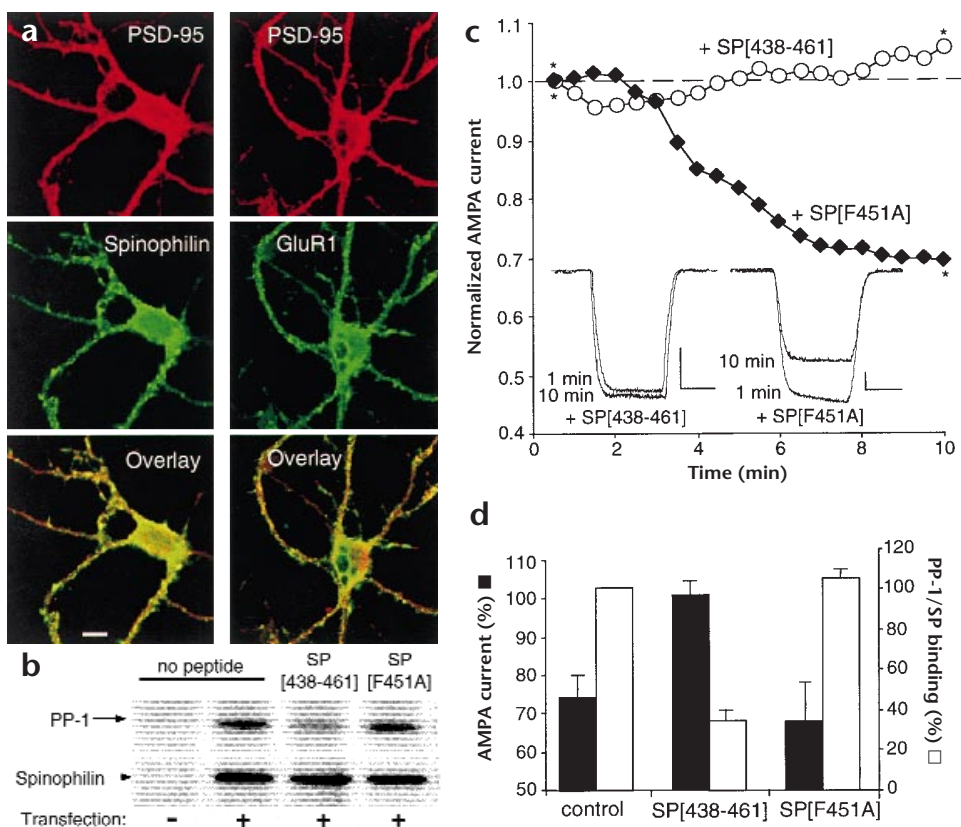 a
PSD-95
PSD-95
Spinophilin
GluR1
Overlay
Overlay
b
no peptide
SP
[438-461]
SP
[F451A]
PP-1
Spinophilin
Transfection: - + + +
c
Normalized AMPA current
1.0
0.9
0.8
0.7
0.6
0.5
0.4
* + SP[438-461] *
*
+ SP[F451A]
*
1 min
10 min
+ SP[438-461]
10 min
1 min
+ SP[F451A]
0 2 4 6 8 10
Time (min)
d
AMPA current (%)
110
100
90
80
70
60
50
PP-1/SP binding (%)
120
100
80
60
40
20
0
control SP[438-461] SP[F451A]